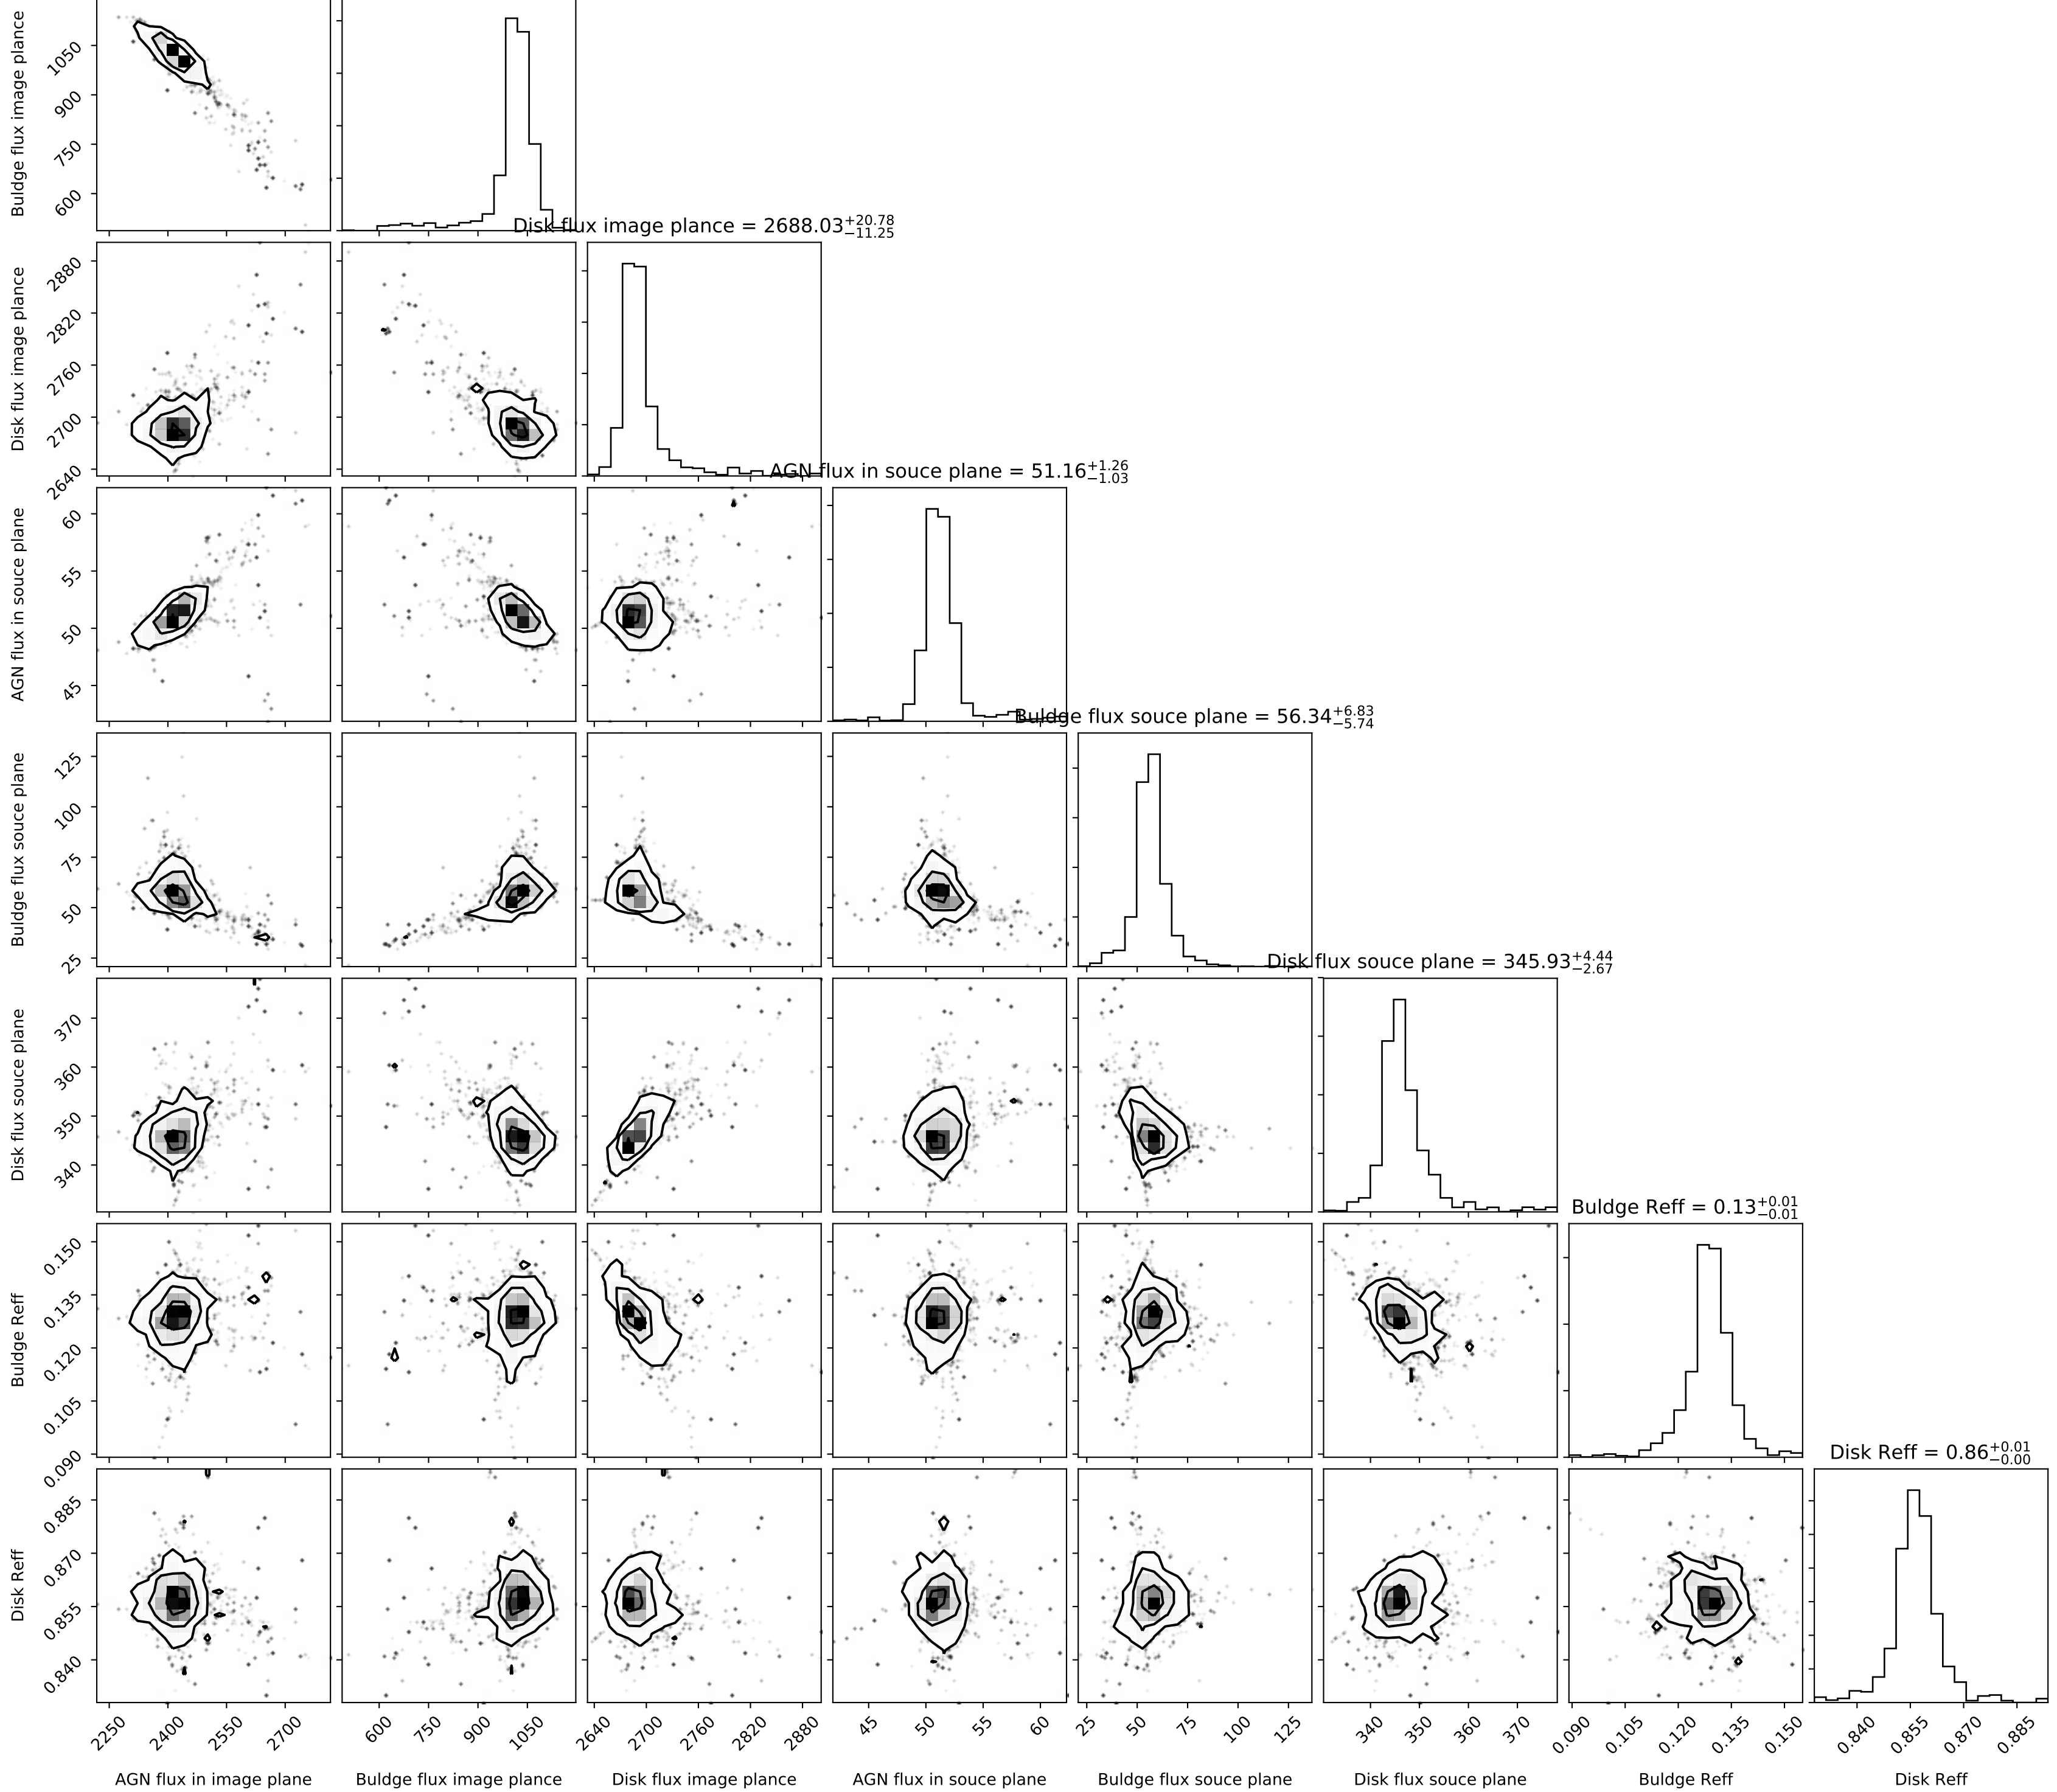 Buldge flux image plance
1050
900
750
600
Disk flux image plance = 2688.03+20.78−11.25
Disk flux image plance
2880
2820
2760
2700
2640
AGN flux in souce plane = 51.16+1.26−1.03
AGN flux in souce plane
60
55
50
45
Buldge flux souce plane = 56.34+6.83−5.74
Buldge flux souce plane
125
100
75
50
25
Disk flux souce plane = 345.93+4.44−2.67
Disk flux souce plane
370
360
350
340
Buldge Reff = 0.13+0.01−0.01
Buldge Reff
0.150
0.135
0.120
0.105
0.090
Disk Reff = 0.86+0.01−0.00
Disk Reff
0.885
0.870
0.855
0.840
2250 2400 2550 2700 600 750 900 1050 2640 2700 2760 2820 2880 45 50 55 60 25 50 75 100 125 340 350 360 370 0.090 0.105 0.120 0.135 0.150 0.840 0.855 0.870 0.885
AGN flux in image plane Buldge flux image plance Disk flux image plance AGN flux in souce plane Buldge flux souce plane Disk flux souce plane Buldge Reff Disk Reff